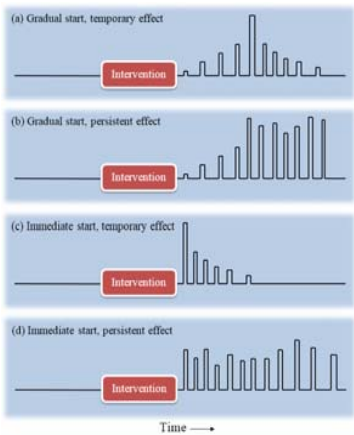 (a) Gradual start, temporary effect
Intervention
(b) Gradual start, persistent effect
Intervention
(c) Immediate start, temporary effect
Intervention
(d) Immediate start, persistent effect
Intervention
Time